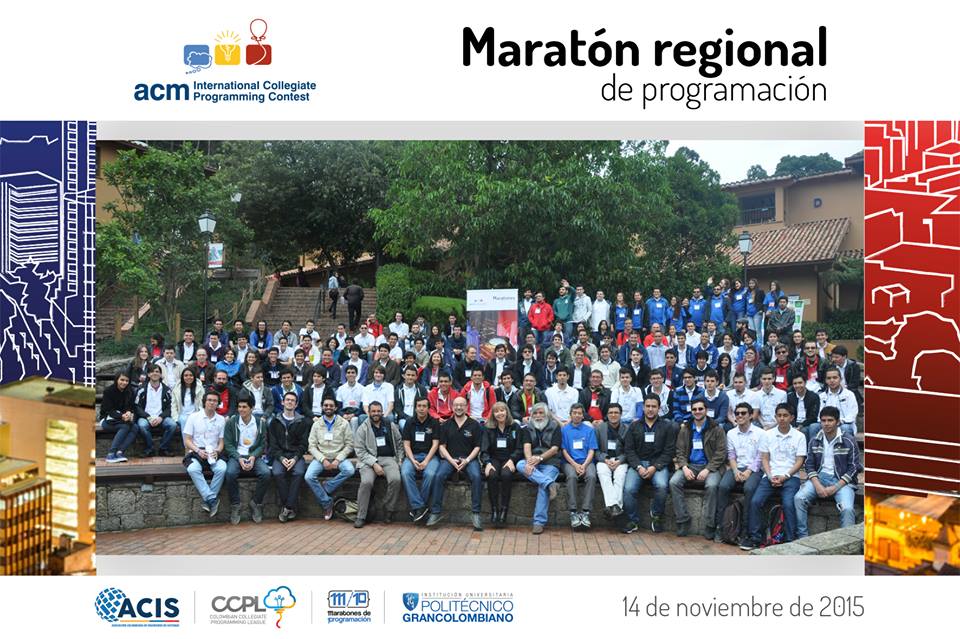 acm International Collegiate
Programming Contest
Maratón regional
de programación
D
Maratones
ACIS
CCPL
COLOMBIAN COLLEGIATE
PROGRAMMING LEAGUE
maratones de
programación
INSTITUCIÓN UNIVERSITARIA
POLITÉCNICO
GRANCOLOMBIANO
14 de noviembre de 2015